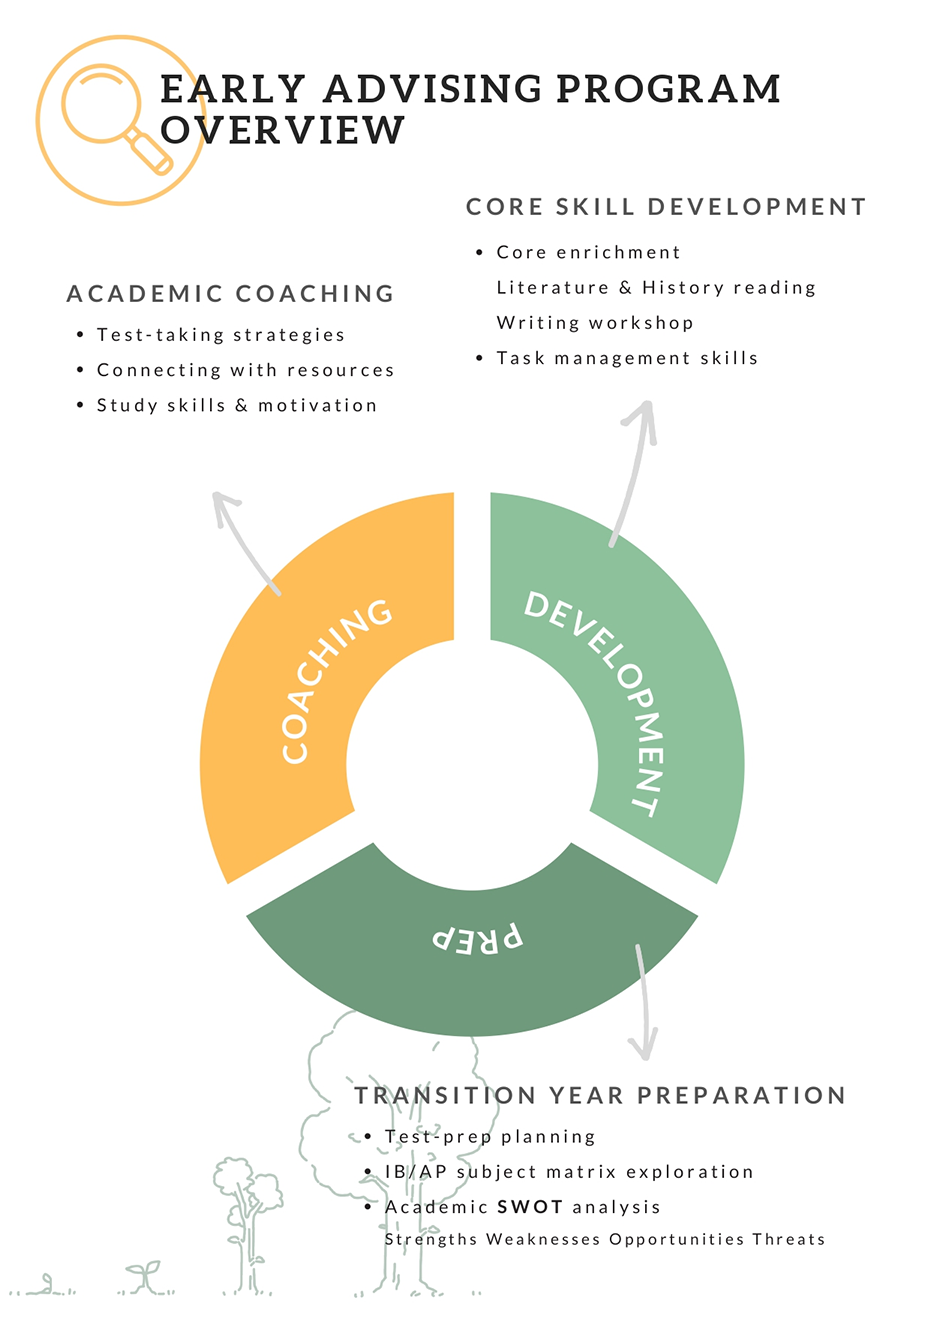 EARLY ADVISING PROGRAM
OVERVIEW
CORE SKILL DEVELOPMENT
• Core enrichment
Literature & History reading
Writing workshop
• Task management skills
ACADEMIC COACHING
• Test-taking strategies
• Connecting with resources
• Study skills & motivation
COACHING
DEVELOPMENT
PREP
TRANSITION YEAR PREPARATION
• Test-prep planning
• IB/AP subject matrix exploration
• Academic SWOT analysis
Strengths Weaknesses Opportunities Threats